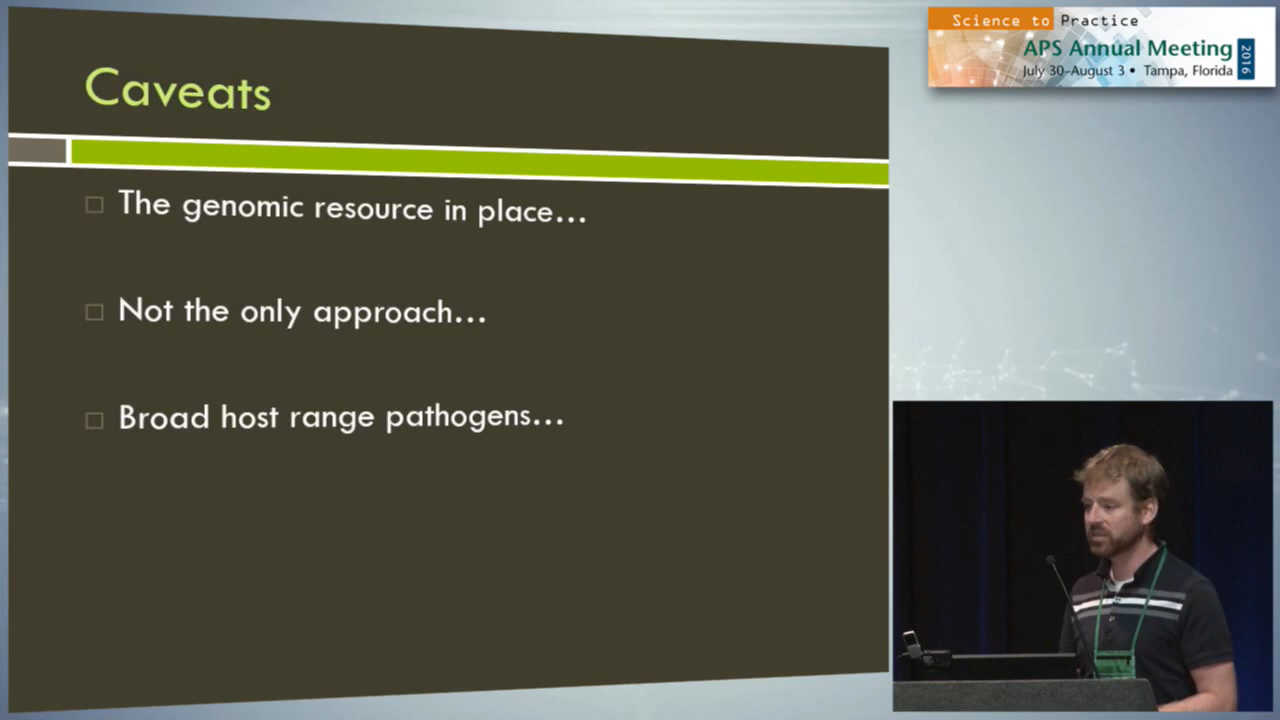 Science to Practice
APS Annual Meeting
2016
July 30-August 3 • Tampa, Florida
Caveats
The genomic resource in place...
Not the only approach...
Broad host range pathogens...